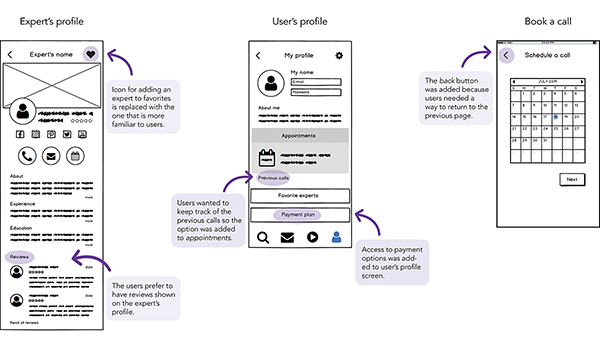 Expert's profile
User's profile
Book a call
Expert's name
Icon for adding an
expert to favorites
is replaced with the
one that is more
familiar to users.
About
more
Experience
more
Education
more
Reviews
date
date
Read all reviews
The users prefer to
have reviews shown
on the expert's
profile.
My profile
My name
E-mail
Password
About me
Appointments
Previous calls
Favorite experts
Payment plan
Users wanted to
keep track of the
previous calls so the
option was added
to appointments.
Access to payment
options was add-
ed to user's profile
screen.
The back button
was added because
users needed a
way to return to the
previous page.
Schedule a call
JULY 2019
S M T W T F S
1 2 3 4 5 6
7 8 9 10 11 12 13
14 15 16 17 18 19 20
21 22 23 24 25 26 27
28 29 30 31
Next